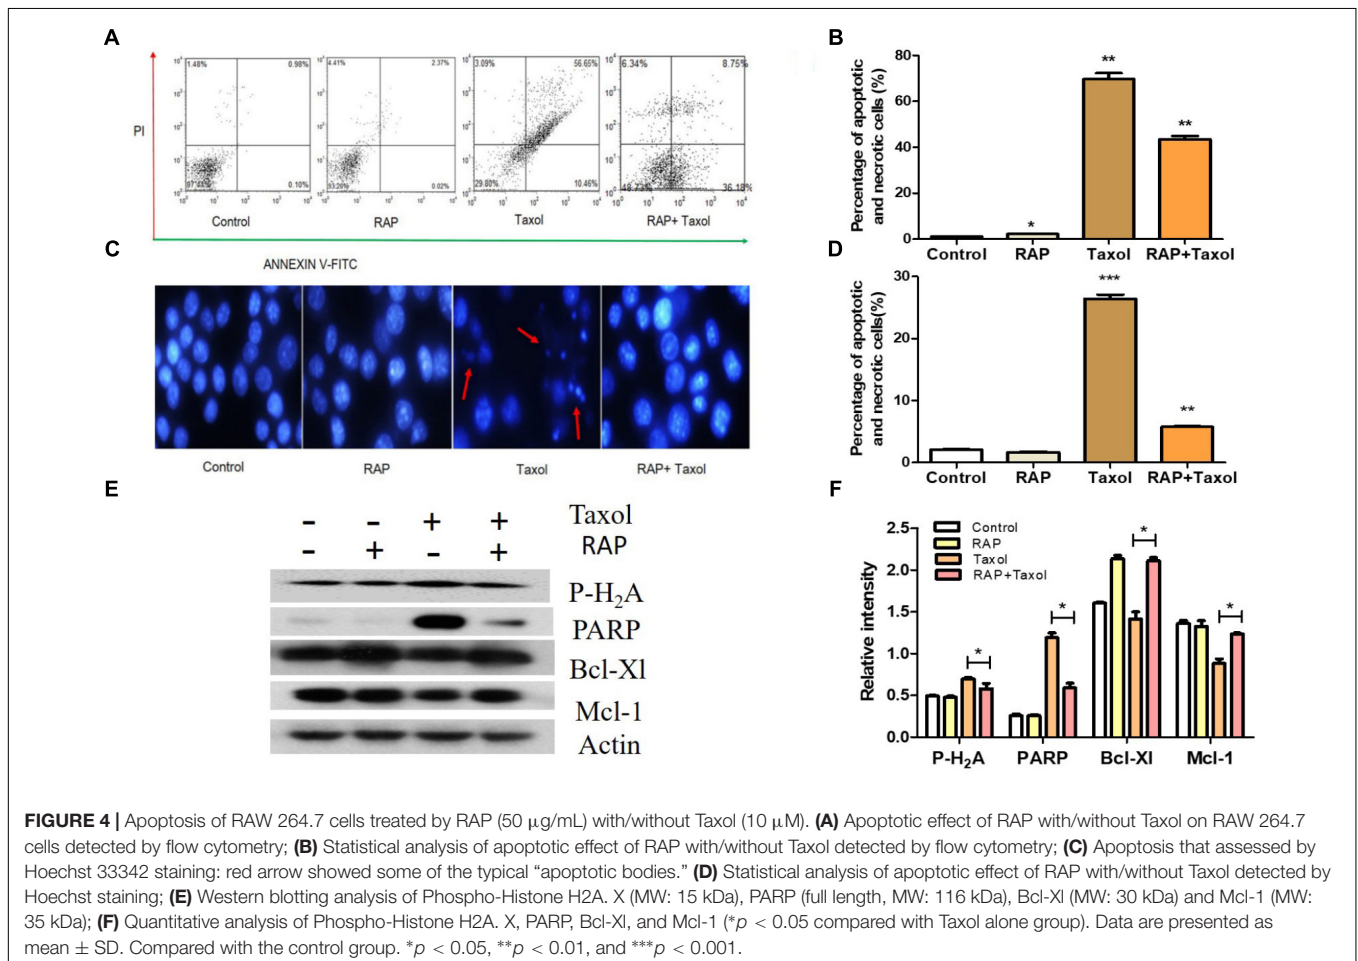 A
PI
1.48%
0.98%
0.10%
Control
4.41%
2.37%
93.20%
0.02%
RAP
3.09%
56.65%
29.80%
10.46%
Taxol
6.34%
8.75%
48.73%
36.18%
RAP+ Taxol
ANNEXIN V-FITC
B
Percentage of apoptotic
and necrotic cells (%)
80
60
40
20
0
*
**
**
Control RAP Taxol RAP+Taxol
C
Control
RAP
Taxol
RAP+ Taxol
D
Percentage of apoptotic
and necrotic cells(%)
30
20
10
0
***
**
Control RAP Taxol RAP+Taxol
E
− − + + Taxol
− + − + RAP
P-H₂A
PARP
Bcl-Xl
Mcl-1
Actin
F
Relative intensity
2.5
2.0
1.5
1.0
0.5
0.0
Control
RAP
Taxol
RAP+Taxol
*
*
*
*
P-H₂A PARP Bcl-Xl Mcl-1
FIGURE 4 | Apoptosis of RAW 264.7 cells treated by RAP (50 μg/mL) with/without Taxol (10 μM). (A) Apoptotic effect of RAP with/without Taxol on RAW 264.7
cells detected by flow cytometry; (B) Statistical analysis of apoptotic effect of RAP with/without Taxol detected by flow cytometry; (C) Apoptosis that assessed by
Hoechst 33342 staining: red arrow showed some of the typical “apoptotic bodies.” (D) Statistical analysis of apoptotic effect of RAP with/without Taxol detected by
Hoechst staining; (E) Western blotting analysis of Phospho-Histone H2A. X (MW: 15 kDa), PARP (full length, MW: 116 kDa), Bcl-Xl (MW: 30 kDa) and Mcl-1 (MW:
35 kDa); (F) Quantitative analysis of Phospho-Histone H2A. X, PARP, Bcl-Xl, and Mcl-1 (*p < 0.05 compared with Taxol alone group). Data are presented as
mean ± SD. Compared with the control group. *p < 0.05, **p < 0.01, and ***p < 0.001.